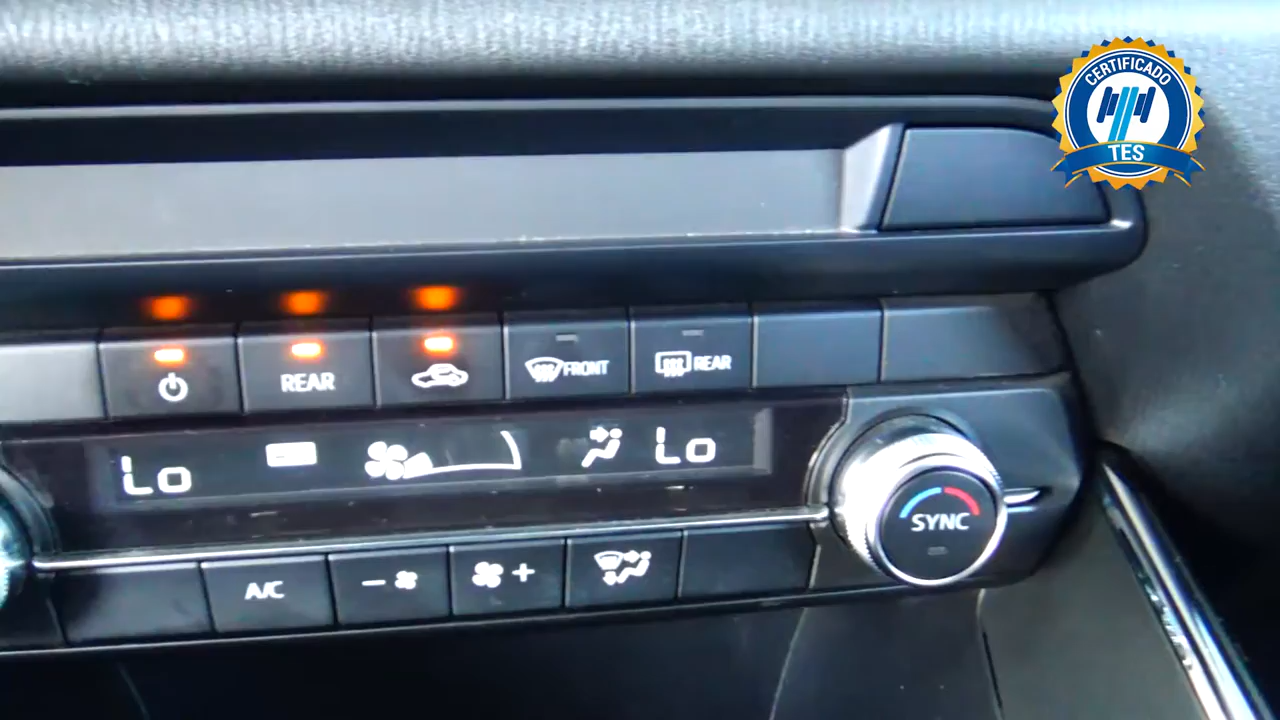 CERTIFICADO
TES
REAR
FRONT
REAR
Lo
Lo
SYNC
A/C